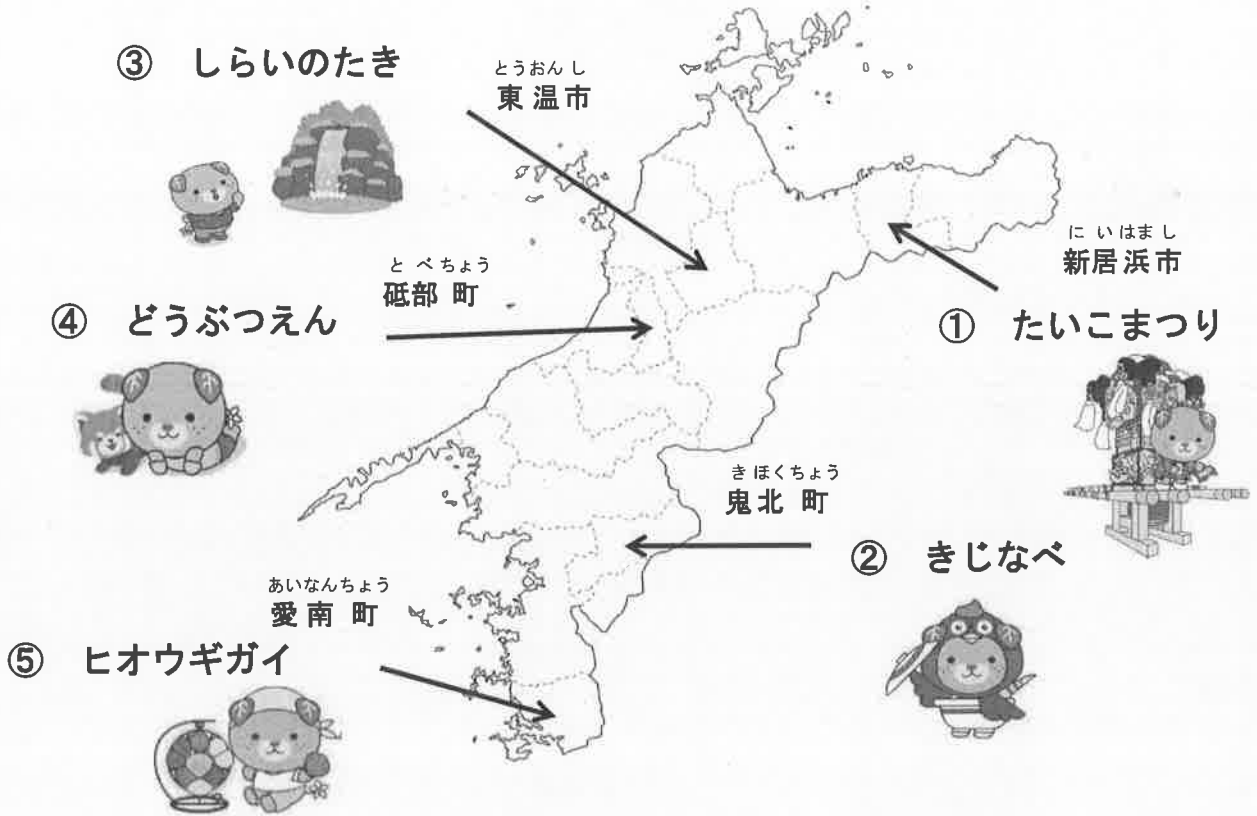 ③ しらいのたき
とうおんし
東温市
にいはまし
新居浜市
① たいこまつり
とべちょう
砥部町
④ どうぶつえん
きほくちょう
鬼北町
② きじなべ
あいなんちょう
愛南町
⑤ ヒオウギガイ